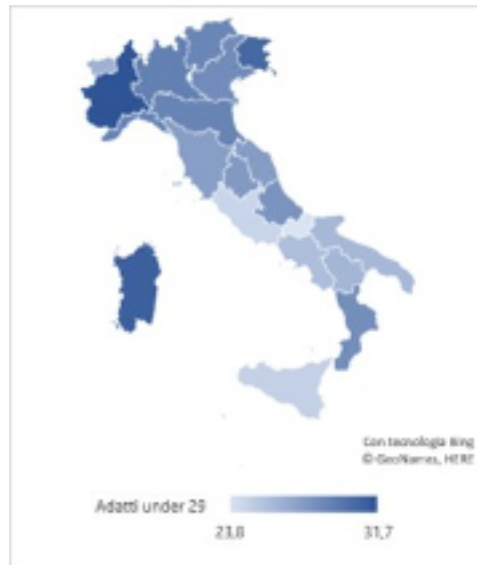 Con tecnologia Bing
© GeoNames, HERE
Adatti under 29
23,8
31,7